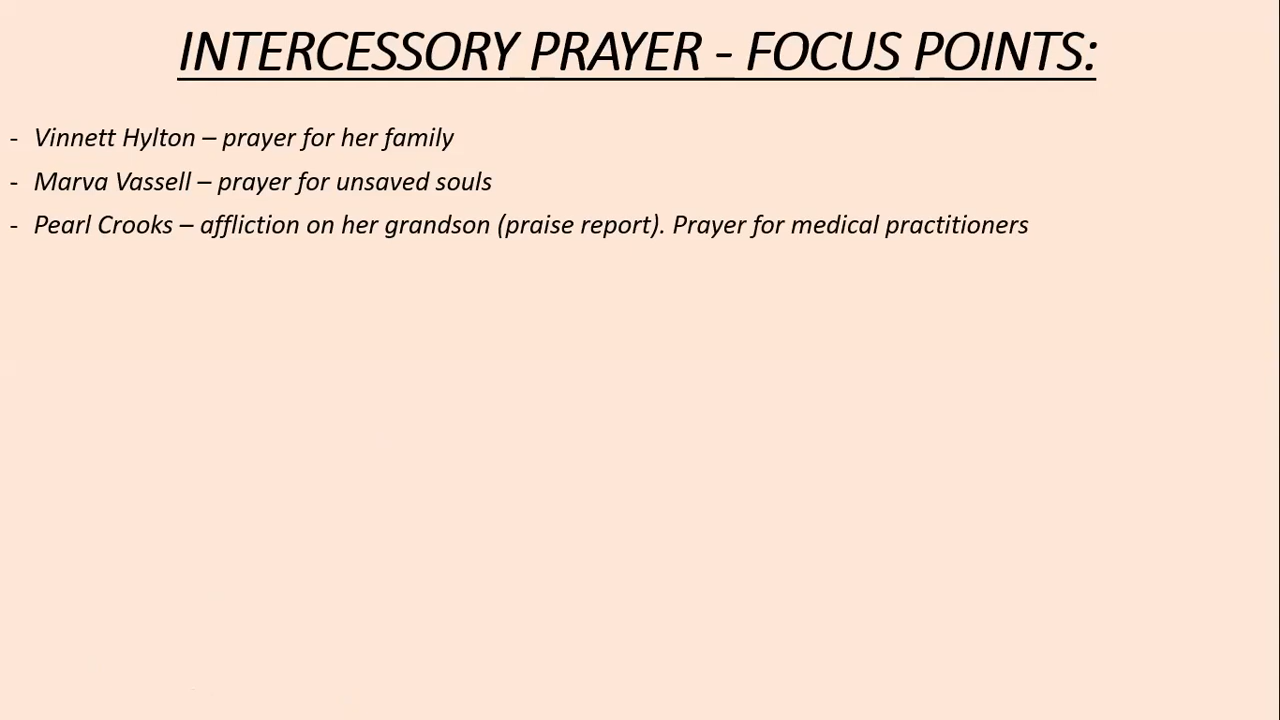 INTERCESSORY PRAYER - FOCUS POINTS:
- Vinnett Hylton – prayer for her family
- Marva Vassell – prayer for unsaved souls
- Pearl Crooks – affliction on her grandson (praise report). Prayer for medical practitioners